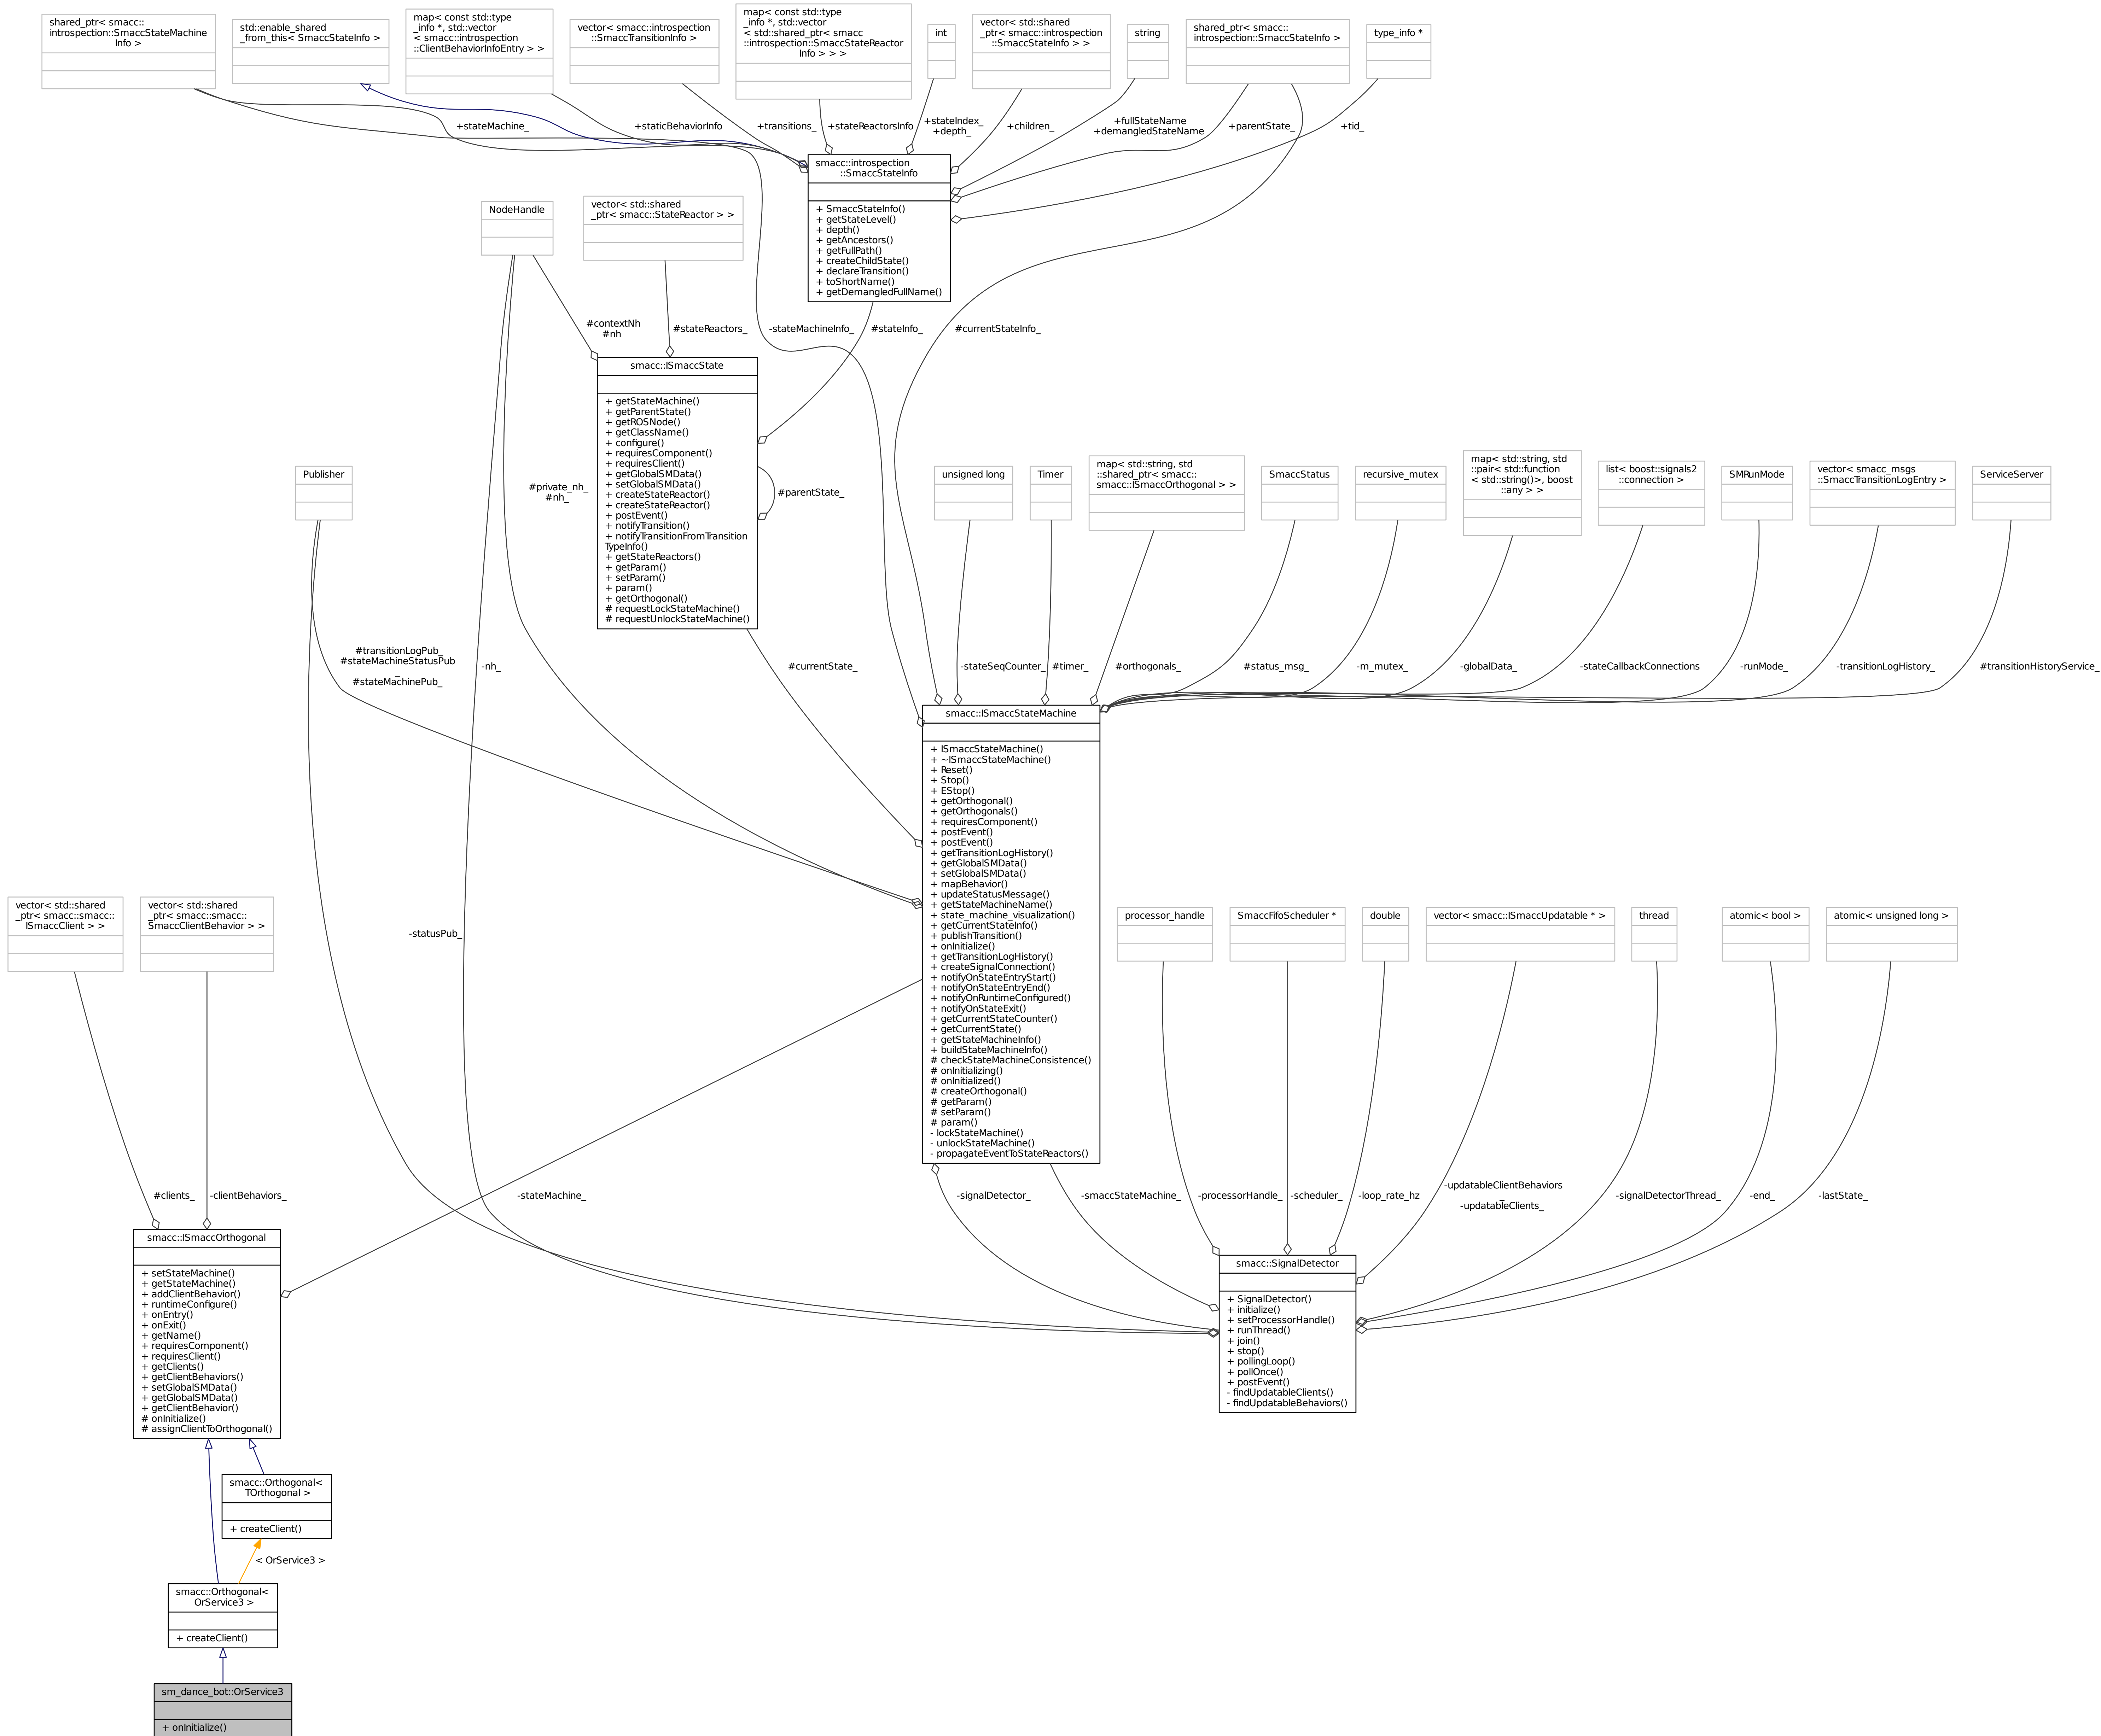 shared_ptr< smacc::
introspection::SmaccStateMachine
Info >
std::enable_shared
_from_this< SmaccStateInfo >
map< const std::type
_info *, std::vector
< smacc::introspection
::ClientBehaviorInfoEntry > >
vector< smacc::introspection
::SmaccTransitionInfo >
map< const std::type
_info *, std::vector
< std::shared_ptr< smacc
::introspection::SmaccStateReactor
Info > > >
int
vector< std::shared
_ptr< smacc::introspection
::SmaccStateInfo > >
string
shared_ptr< smacc::
introspection::SmaccStateInfo >
type_info *
+stateMachine_
+staticBehaviorInfo
+transitions_
+stateReactorsInfo
+stateIndex_
+depth_
+children_
+fullStateName
+demangledStateName
+parentState_
+tid_
smacc::introspection
::SmaccStateInfo
+ SmaccStateInfo()
+ getStateLevel()
+ depth()
+ getAncestors()
+ getFullPath()
+ createChildState()
+ declareTransition()
+ toShortName()
+ getDemangledFullName()
NodeHandle
vector< std::shared
_ptr< smacc::StateReactor > >
#contextNh
#nh
#stateReactors_
-stateMachineInfo_
#stateInfo_
#currentStateInfo_
smacc::ISmaccState
+ getStateMachine()
+ getParentState()
+ getROSNode()
+ getClassName()
+ configure()
+ requiresComponent()
+ requiresClient()
+ getGlobalSMData()
+ setGlobalSMData()
+ createStateReactor()
+ createStateReactor()
+ postEvent()
+ notifyTransition()
+ notifyTransitionFromTransition
TypeInfo()
+ getStateReactors()
+ getParam()
+ setParam()
+ param()
+ getOrthogonal()
# requestLockStateMachine()
# requestUnlockStateMachine()
#parentState_
Publisher
#private_nh_
#nh_
unsigned long
Timer
map< std::string, std
::shared_ptr< smacc::
smacc::ISmaccOrthogonal > >
SmaccStatus
recursive_mutex
map< std::string, std
::pair< std::function
< std::string()>, boost
::any > >
list< boost::signals2
::connection >
SMRunMode
vector< smacc_msgs
::SmaccTransitionLogEntry >
ServiceServer
#transitionLogPub_
#stateMachineStatusPub
_
#stateMachinePub_
-nh_
#currentState_
-stateSeqCounter_
#timer_
#orthogonals_
#status_msg_
-m_mutex_
-globalData_
-stateCallbackConnections
-runMode_
-transitionLogHistory_
#transitionHistoryService_
smacc::ISmaccStateMachine
+ ISmaccStateMachine()
+ ~ISmaccStateMachine()
+ Reset()
+ Stop()
+ EStop()
+ getOrthogonal()
+ getOrthogonals()
+ requiresComponent()
+ postEvent()
+ postEvent()
+ getTransitionLogHistory()
+ getGlobalSMData()
+ setGlobalSMData()
+ mapBehavior()
+ updateStatusMessage()
+ getStateMachineName()
+ state_machine_visualization()
+ getCurrentStateInfo()
+ publishTransition()
+ onInitialize()
+ getTransitionLogHistory()
+ createSignalConnection()
+ notifyOnStateEntryStart()
+ notifyOnStateEntryEnd()
+ notifyOnRuntimeConfigured()
+ notifyOnStateExit()
+ getCurrentStateCounter()
+ getCurrentState()
+ getStateMachineInfo()
+ buildStateMachineInfo()
# checkStateMachineConsistence()
# onInitializing()
# onInitialized()
# createOrthogonal()
# getParam()
# setParam()
# param()
- lockStateMachine()
- unlockStateMachine()
- propagateEventToStateReactors()
vector< std::shared
_ptr< smacc::smacc::
ISmaccClient > >
vector< std::shared
_ptr< smacc::smacc::
SmaccClientBehavior > >
-statusPub_
processor_handle
SmaccFifoScheduler *
double
vector< smacc::ISmaccUpdatable * >
thread
atomic< bool >
atomic< unsigned long >
#clients_
-clientBehaviors_
-stateMachine_
-signalDetector_
-smaccStateMachine_
-processorHandle_
-scheduler_
-loop_rate_hz
-updatableClientBehaviors
_
-updatableClients_
-signalDetectorThread_
-end_
-lastState_
smacc::ISmaccOrthogonal
+ setStateMachine()
+ getStateMachine()
+ addClientBehavior()
+ runtimeConfigure()
+ onEntry()
+ onExit()
+ getName()
+ requiresComponent()
+ requiresClient()
+ getClients()
+ getClientBehaviors()
+ setGlobalSMData()
+ getGlobalSMData()
+ getClientBehavior()
# onInitialize()
# assignClientToOrthogonal()
smacc::SignalDetector
+ SignalDetector()
+ initialize()
+ setProcessorHandle()
+ runThread()
+ join()
+ stop()
+ pollingLoop()
+ pollOnce()
+ postEvent()
- findUpdatableClients()
- findUpdatableBehaviors()
smacc::Orthogonal<
TOrthogonal >
+ createClient()
< OrService3 >
smacc::Orthogonal<
OrService3 >
+ createClient()
sm_dance_bot::OrService3
+ onInitialize()